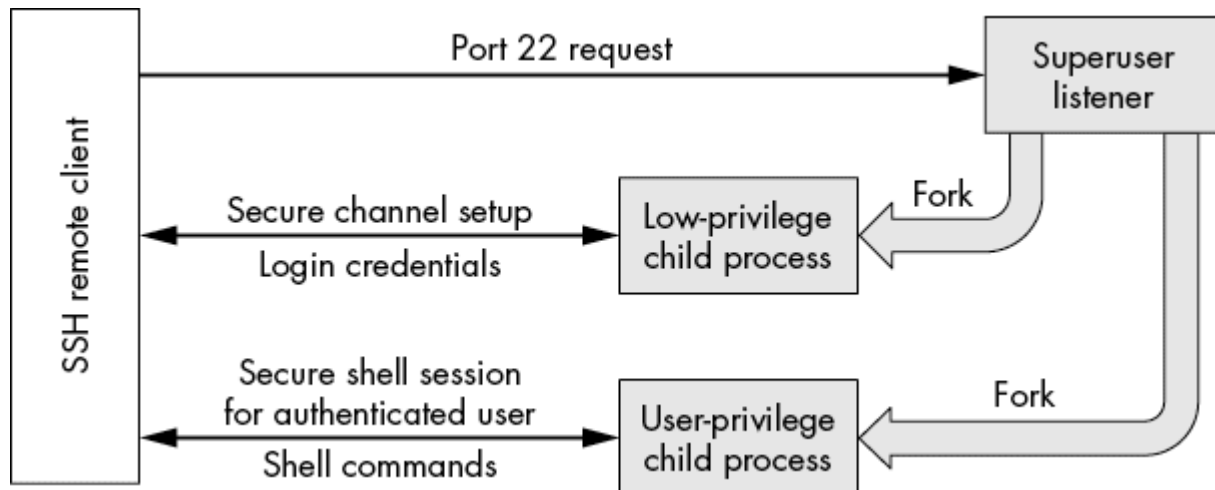 SSH remote client
Port 22 request
Superuser
listener
Fork
Secure channel setup
Login credentials
Low-privilege
child process
Secure shell session
for authenticated user
Shell commands
User-privilege
child process
Fork